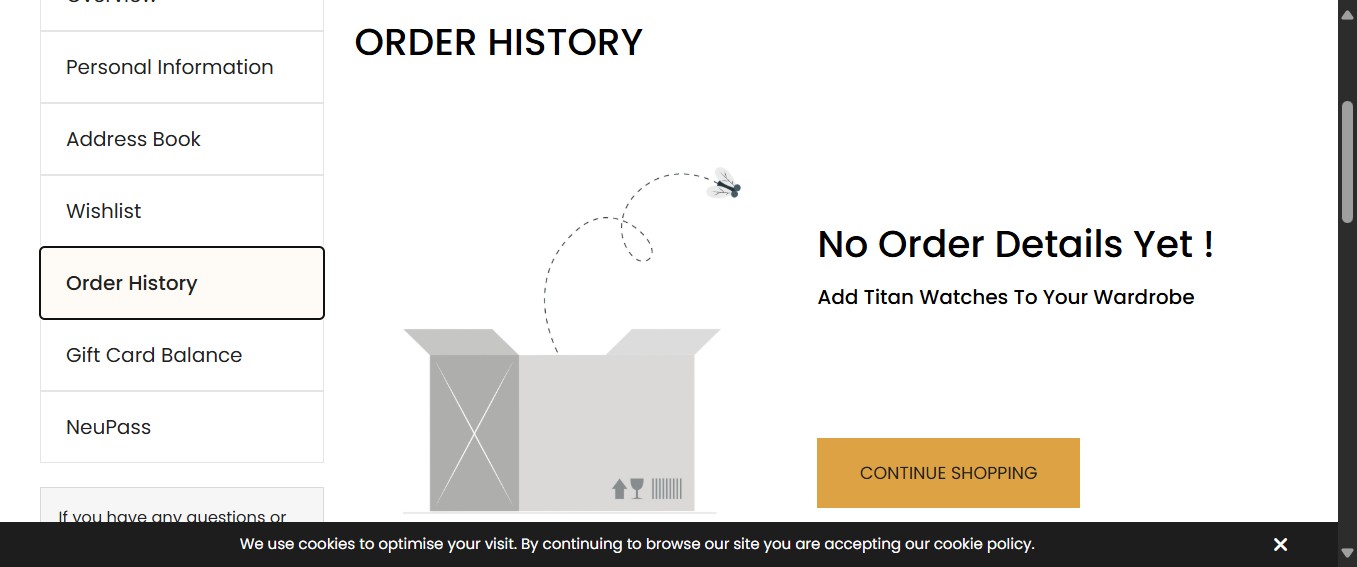 Overview
Personal Information
Address Book
Wishlist
Order History
Gift Card Balance
NeuPass
If you have any questions or
ORDER HISTORY
No Order Details Yet !
Add Titan Watches To Your Wardrobe
CONTINUE SHOPPING
We use cookies to optimise your visit. By continuing to browse our site you are accepting our cookie policy.